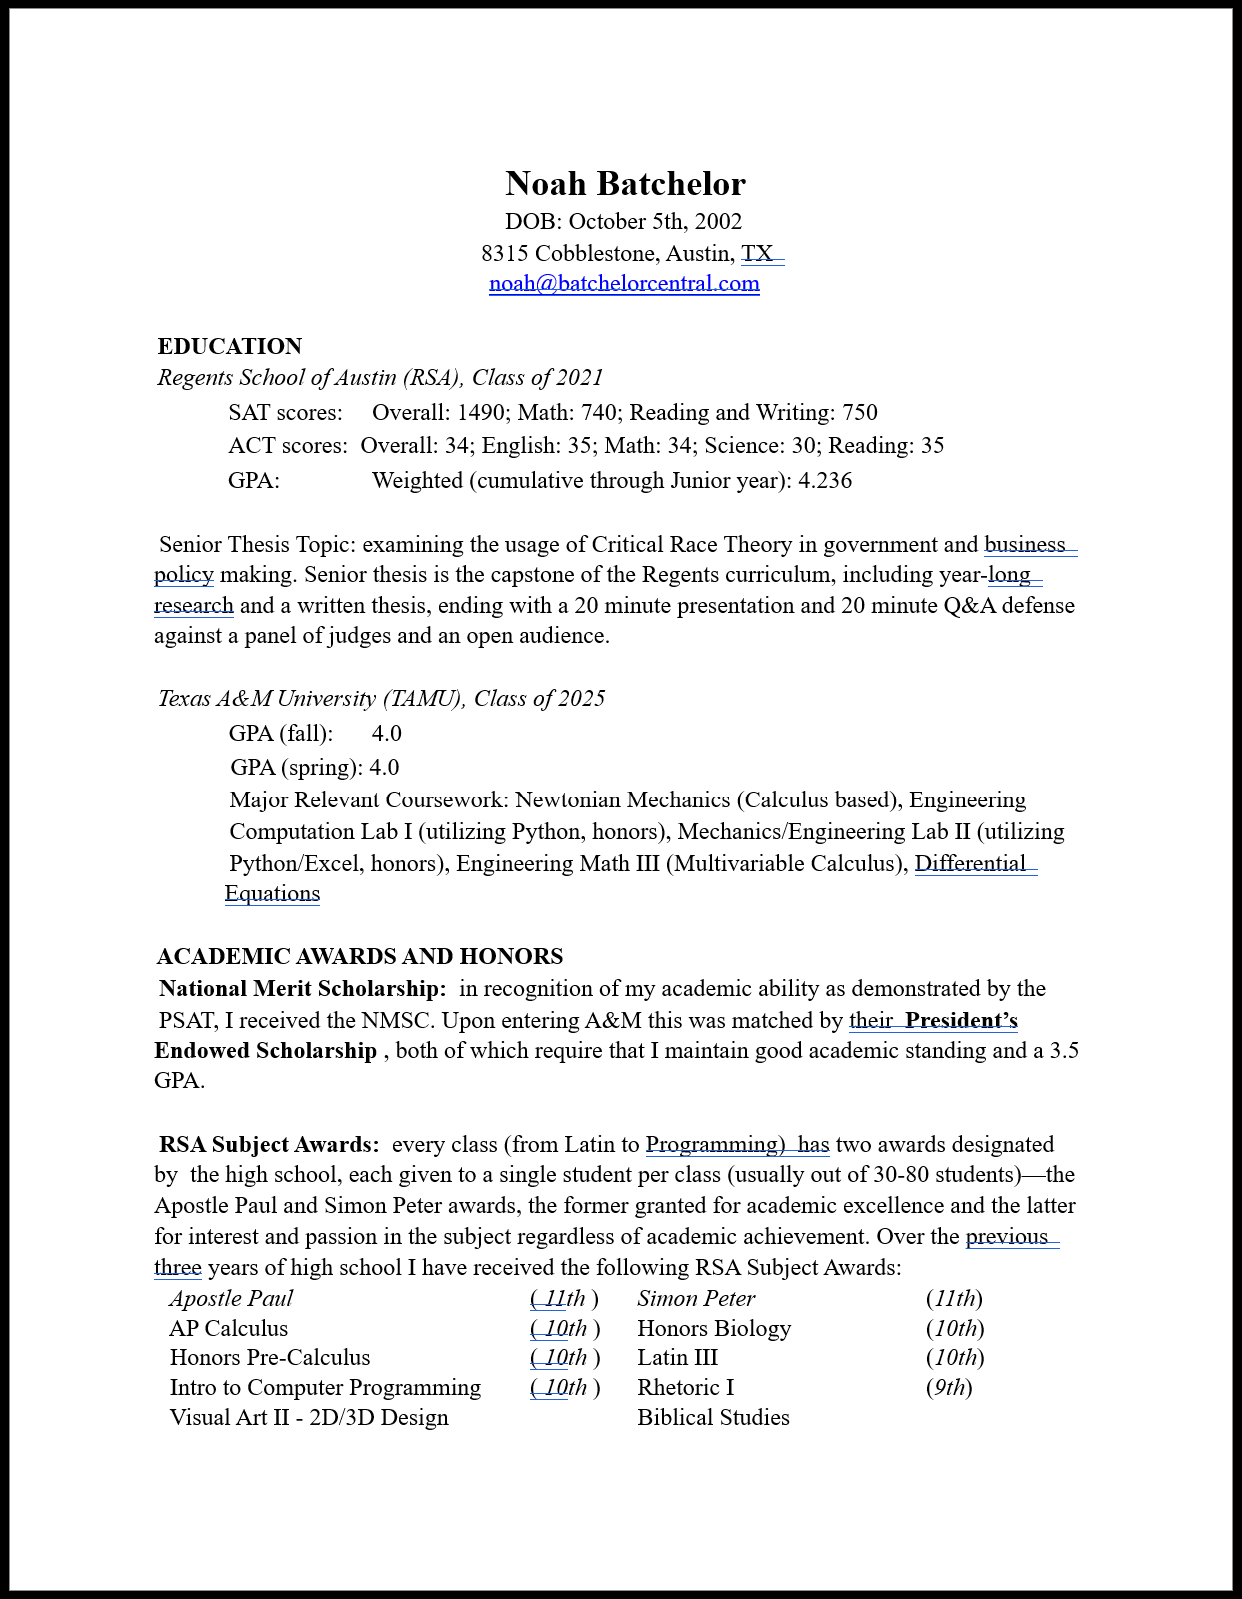 Noah Batchelor
DOB: October 5th, 2002
8315 Cobblestone, Austin, TX
noah@batchelorcentral.com
EDUCATION
Regents School of Austin (RSA), Class of 2021
SAT scores: Overall: 1490; Math: 740; Reading and Writing: 750
ACT scores: Overall: 34; English: 35; Math: 34; Science: 30; Reading: 35
GPA: Weighted (cumulative through Junior year): 4.236
Senior Thesis Topic: examining the usage of Critical Race Theory in government and business
policy making. Senior thesis is the capstone of the Regents curriculum, including year-long
research and a written thesis, ending with a 20 minute presentation and 20 minute Q&A defense
against a panel of judges and an open audience.
Texas A&M University (TAMU), Class of 2025
GPA (fall): 4.0
GPA (spring): 4.0
Major Relevant Coursework: Newtonian Mechanics (Calculus based), Engineering
Computation Lab I (utilizing Python, honors), Mechanics/Engineering Lab II (utilizing
Python/Excel, honors), Engineering Math III (Multivariable Calculus), Differential
Equations
ACADEMIC AWARDS AND HONORS
National Merit Scholarship: in recognition of my academic ability as demonstrated by the
PSAT, I received the NMSC. Upon entering A&M this was matched by their President’s
Endowed Scholarship , both of which require that I maintain good academic standing and a 3.5
GPA.
RSA Subject Awards: every class (from Latin to Programming) has two awards designated
by the high school, each given to a single student per class (usually out of 30-80 students)—the
Apostle Paul and Simon Peter awards, the former granted for academic excellence and the latter
for interest and passion in the subject regardless of academic achievement. Over the previous
three years of high school I have received the following RSA Subject Awards:
Apostle Paul ( 11th ) Simon Peter (11th)
AP Calculus ( 10th ) Honors Biology (10th)
Honors Pre-Calculus ( 10th ) Latin III (10th)
Intro to Computer Programming ( 10th ) Rhetoric I (9th)
Visual Art II - 2D/3D Design Biblical Studies